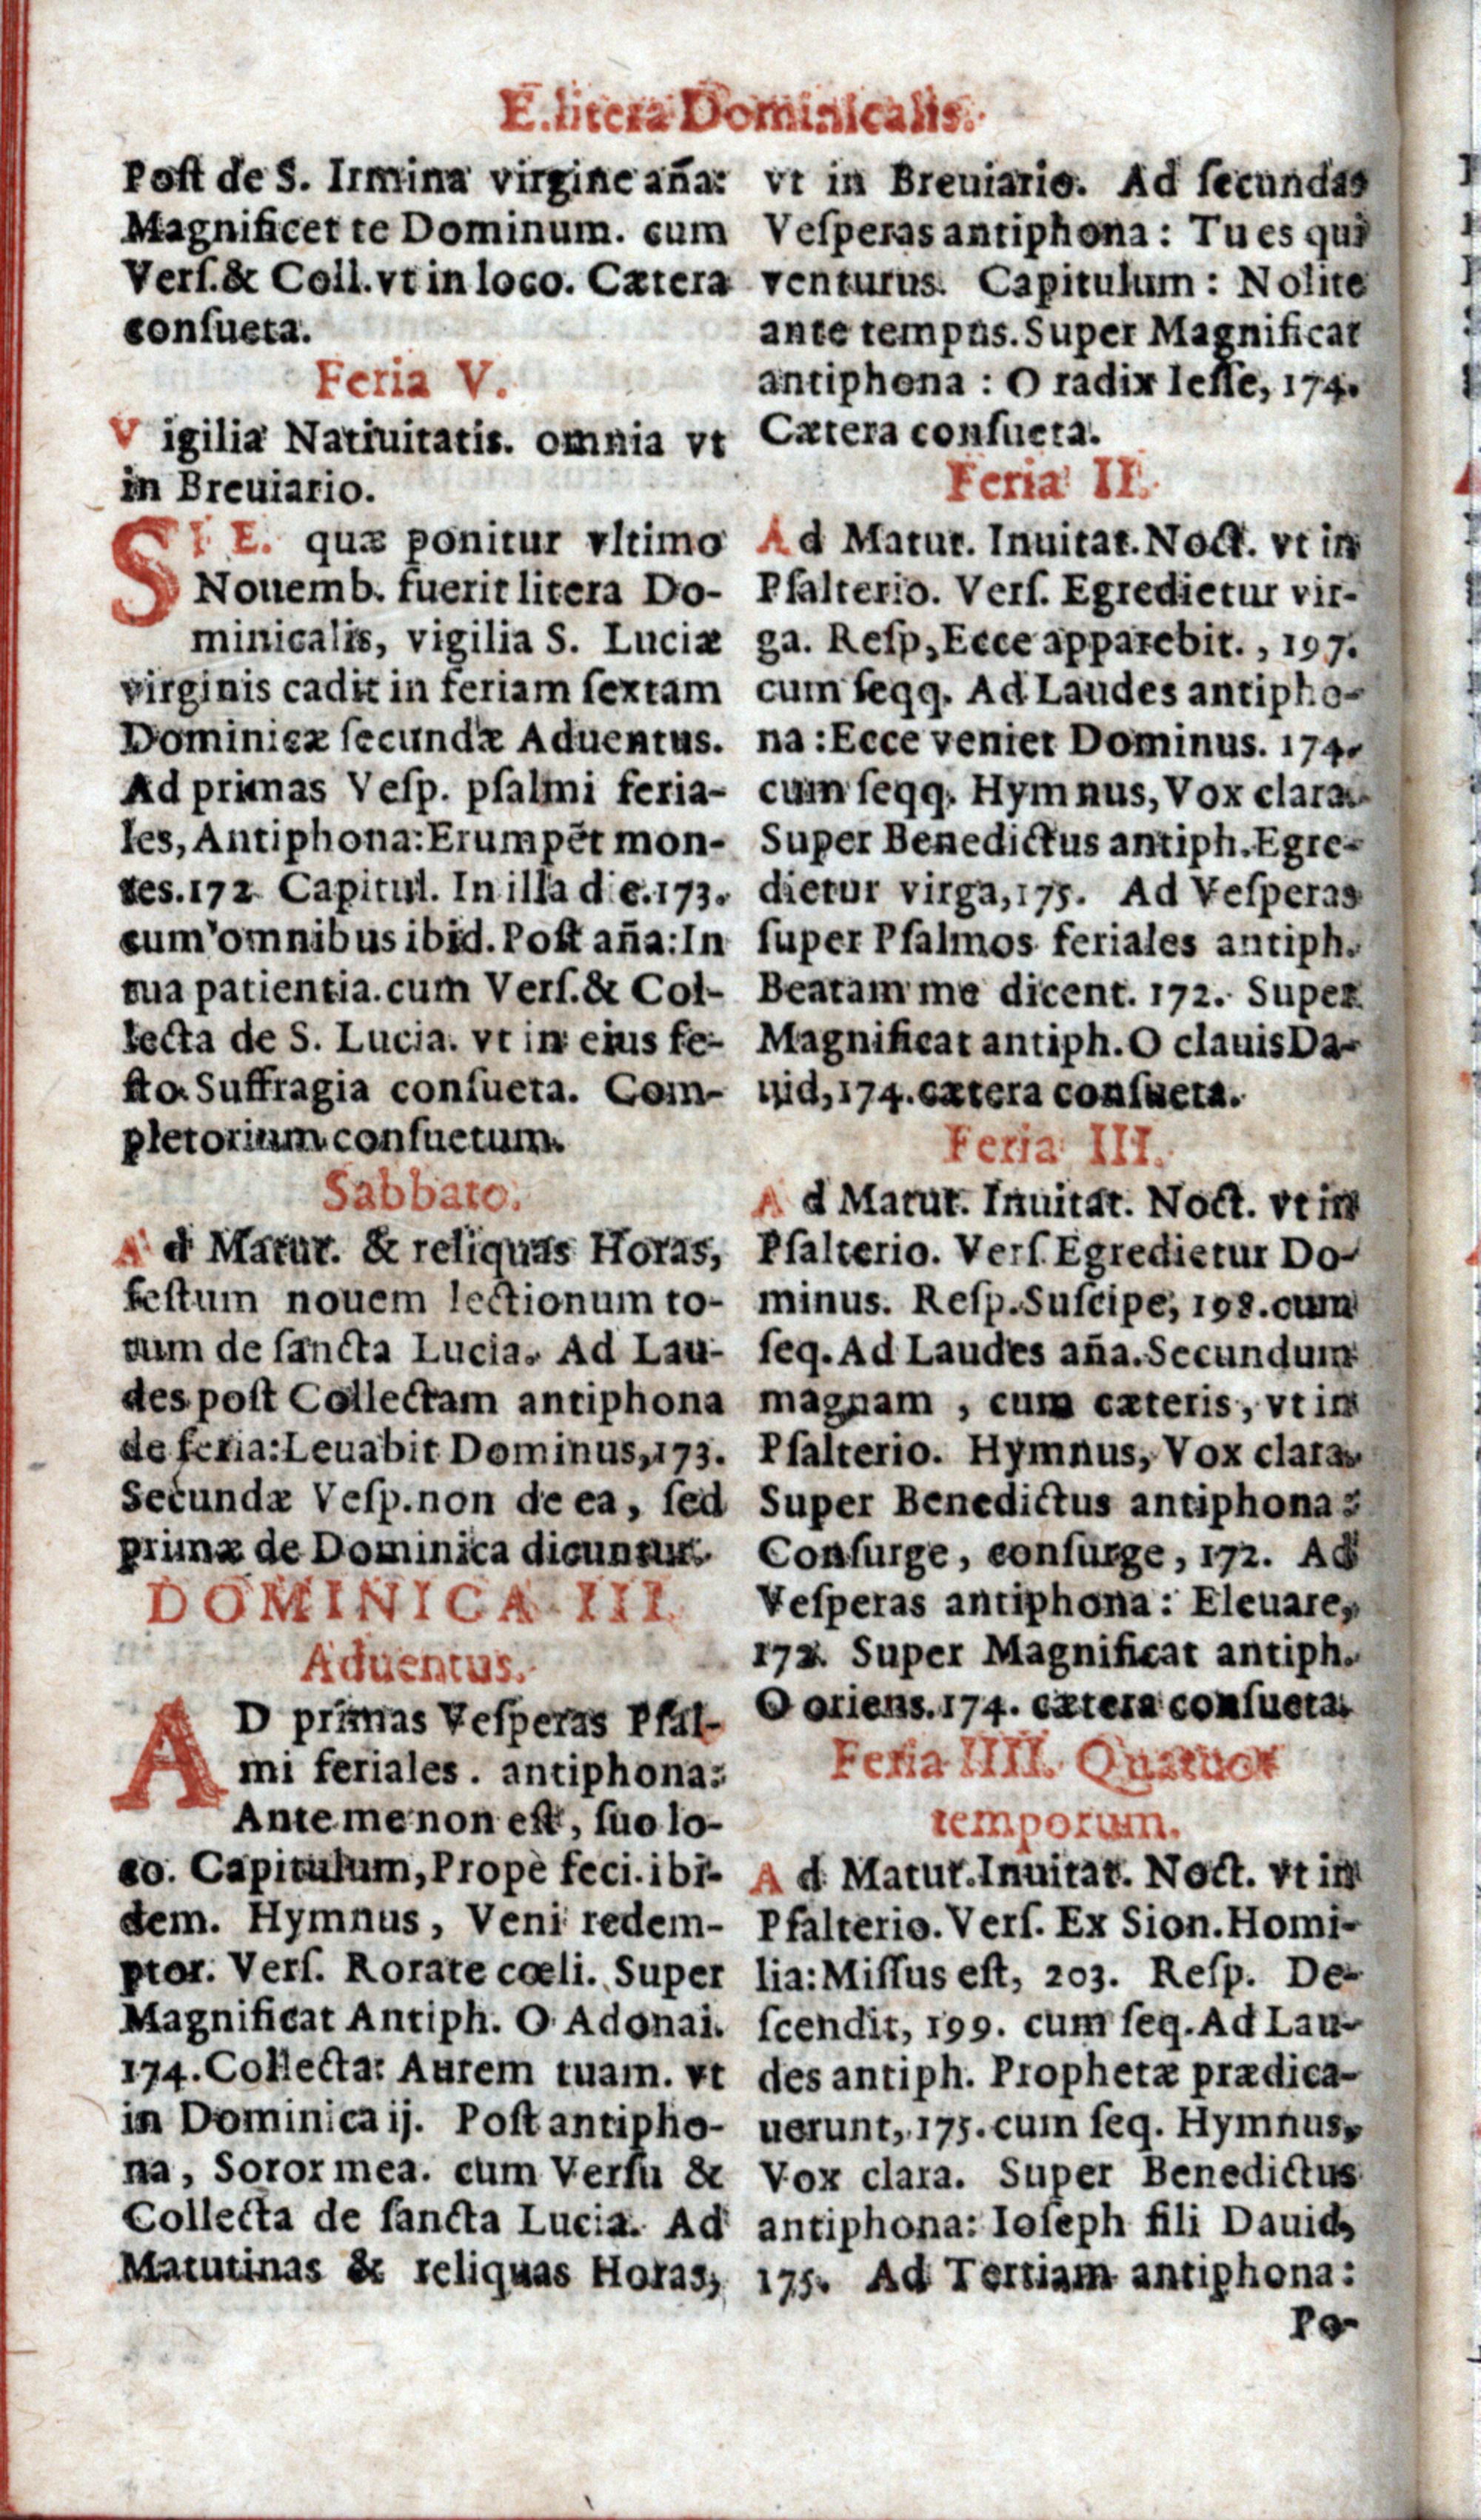 E. litera Dominicalis.
Poſt de S. Irmina virgine añа:
Magnificet te Dominum. cum
Verſ. & Coll. vt in loco. Cætera
conſueta.
Feria V.
Vigilia Natiuitatis. omnia vt
in Breuiario.
SI E. quæ ponitur vltimo
Nouemb. fuerit litera Do-
minicalis, vigilia S. Luciæ
virginis cadit in feriam ſextam
Dominicæ ſecundæ Aduentus.
Ad primas Veſp. pſalmi feria-
les, Antiphona: Erumpẽt mon-
tes. 172 Capitul. In illa die. 173.
cum omnibus ibid. Poſt aña: In
tua patientia. cum Verſ. & Col-
lecta de S. Lucia. vt in eius fe-
ſto. Suffragia conſueta. Com-
pletorium conſuetum.
Sabbato.
Ad Matut. & reliquas Horas,
feſtum nouem lectionum to-
tum de ſancta Lucia. Ad Lau-
des poſt Collectam antiphona
de feria: Leuabit Dominus, 173.
Secundæ Veſp. non de ea, ſed
primæ de Dominica dicuntur.
DOMINICA III.
Aduentus.
AD primas Veſperas Pſal-
mi feriales. antiphona:
Ante me non eſt, ſuo lo-
co. Capitulum, Propè feci. ibi-
dem. Hymnus, Veni redem-
ptor. Verſ. Rorate cœli. Super
Magnificat Antiph. O Adonai.
174. Collecta: Aurem tuam. vt
in Dominica ij. Poſt antipho-
na, Soror mea. cum Verſu &
Collecta de ſancta Lucia. Ad
Matutinas & reliquas Horas,
vt in Breuiario. Ad ſecundas
Veſperas antiphona: Tu es qui
venturus. Capitulum: Nolite
ante tempus. Super Magnificat
antiphona: O radix Ieſſe, 174.
Cætera conſueta.
Feria II.
Ad Matut. Inuitat. Noct. vt in
Pſalterio. Verſ. Egredietur vir-
ga. Reſp, Ecce apparebit., 197.
cum ſeqq. Ad Laudes antipho-
na: Ecce veniet Dominus. 174.
cum ſeqq. Hymnus, Vox clara.
Super Benedictus antiph. Egre-
dietur virga, 175. Ad Veſperas
ſuper Pſalmos feriales antiph.
Beatam me dicent. 172. Super
Magnificat antiph. O clauis Da-
uid, 174. cætera conſueta.
Feria III.
Ad Matut. Inuitat. Noct. vt in
Pſalterio. Verſ. Egredietur Do-
minus. Reſp. Suſcipe, 198. cum
ſeq. Ad Laudes aña. Secundum
magnam, cum cæteris, vt in
Pſalterio. Hymnus, Vox clara.
Super Benedictus antiphona:
Conſurge, conſurge, 172. Ad
Veſperas antiphona: Eleuare,
172. Super Magnificat antiph.
O oriens. 174. cætera conſueta.
Feria IIII. Quatuor
temporum.
Ad Matut. Inuitat. Noct. vt in
Pſalterio. Verſ. Ex Sion. Homi-
lia: Miſſus eſt, 203. Reſp. De-
ſcendit, 199. cum ſeq. Ad Lau-
des antiph. Prophetæ prædica-
uerunt, 175. cum ſeq. Hymnus,
Vox clara. Super Benedictus
antiphona: Ioſeph fili Dauid,
175. Ad Tertiam antiphona:
Po-